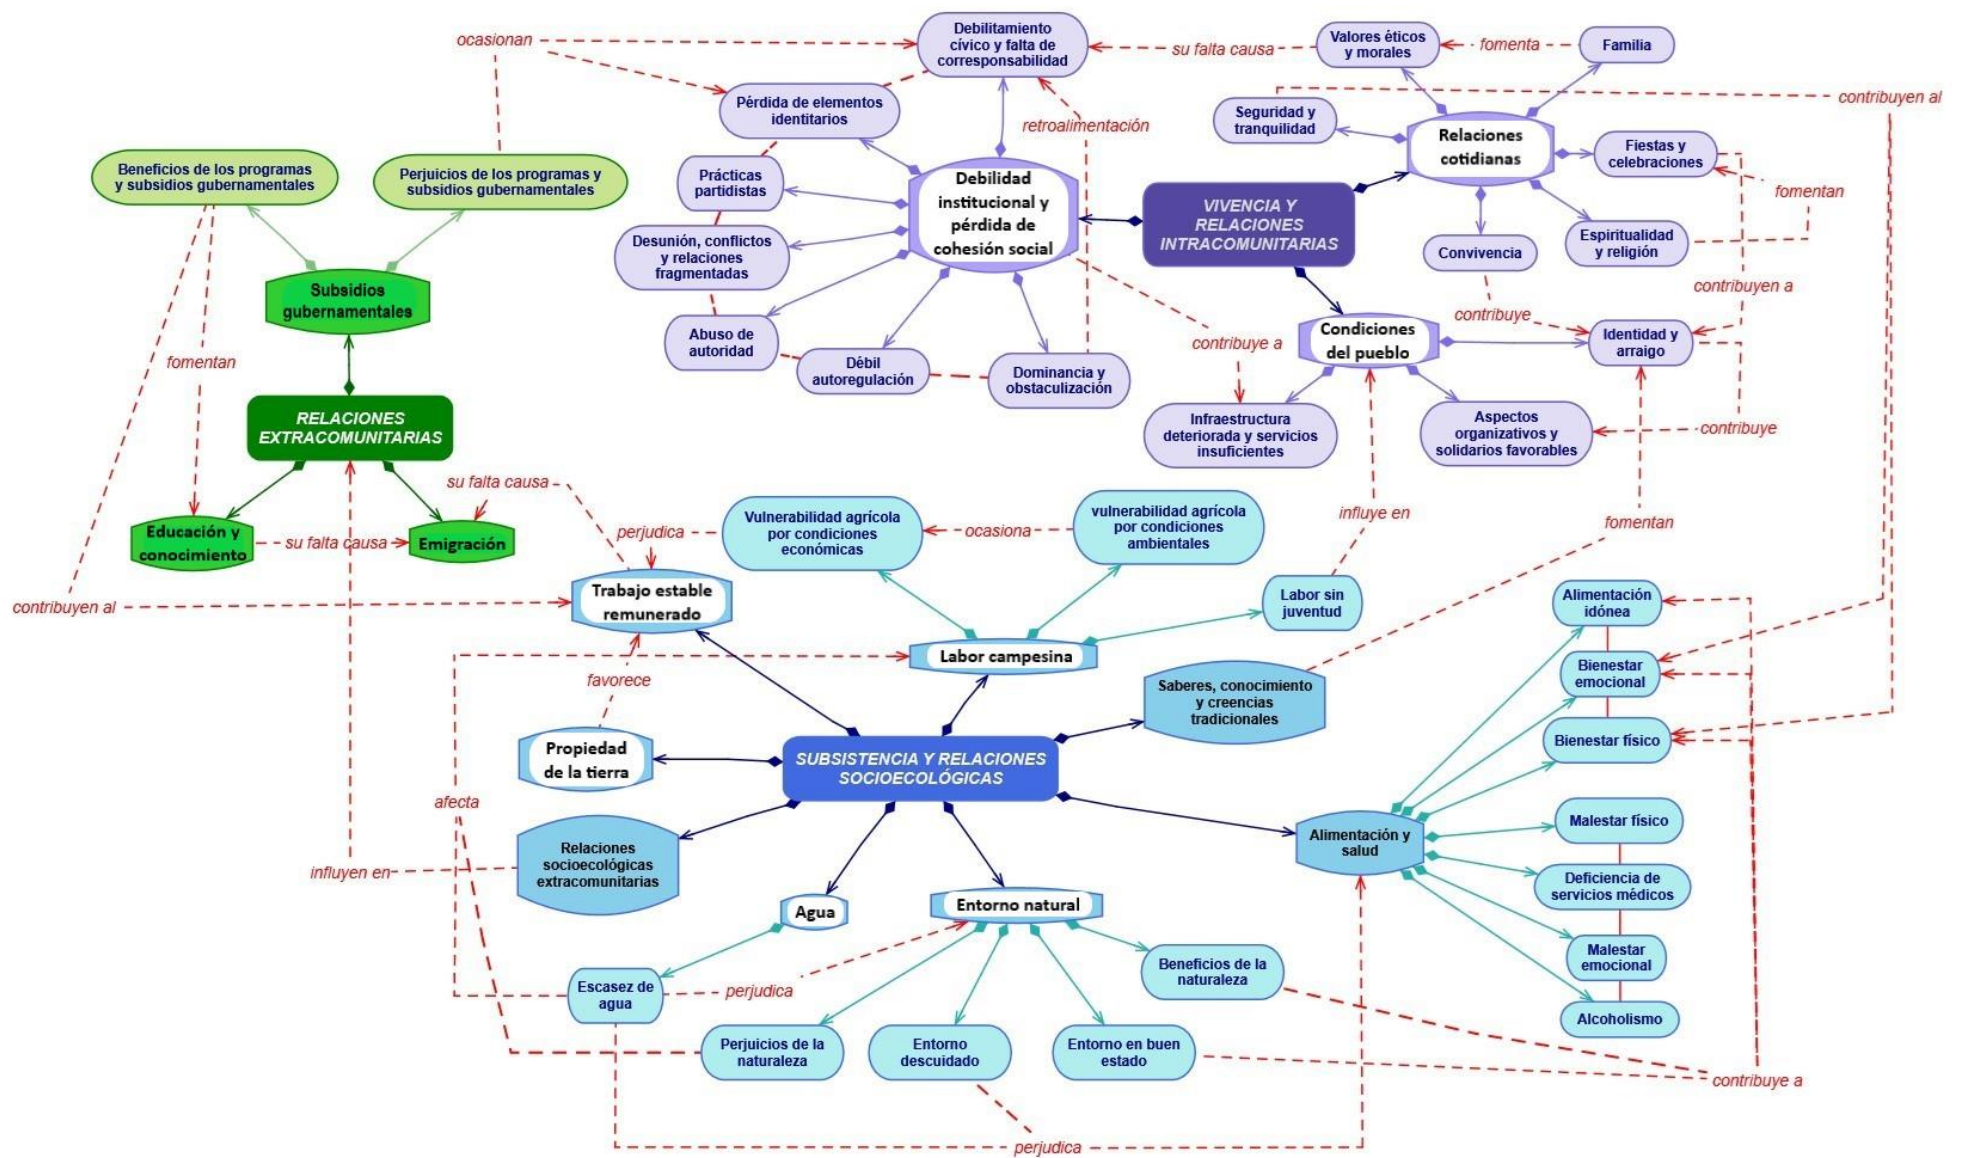 ocasionan
Debilitamiento
cívico y falta de
corresponsabilidad
su falta causa
Valores éticos
y morales
fomenta
Familia
Pérdida de elementos
identitarios
retroalimentación
Seguridad y
tranquilidad
Relaciones
cotidianas
contribuyen al
Fiestas y
celebraciones
fomentan
Beneficios de los programas
y subsidios gubernamentales
Perjuicios de los programas y
subsidios gubernamentales
Prácticas
partidistas
Debilidad
institucional y
pérdida de
cohesión social
VIVENCIA Y
RELACIONES
INTRACOMUNITARIAS
Desunión, conflictos
y relaciones
fragmentadas
Convivencia
Espiritualidad
y religión
Subsidios
gubernamentales
contribuyen a
Abuso de
autoridad
Débil
autoregulación
Dominancia y
obstaculización
contribuye a
Condiciones
del pueblo
contribuye
Identidad y
arraigo
fomentan
RELACIONES
EXTRACOMUNITARIAS
Infraestructura
deteriorada y servicios
insuficientes
Aspectos
organizativos y
solidarios favorables
contribuye
su falta causa
Educación y
conocimiento
su falta causa
Emigración
perjudica
Vulnerabilidad agrícola
por condiciones
económicas
ocasiona
vulnerabilidad agrícola
por condiciones
ambientales
influye en
fomentan
contribuyen al
Trabajo estable
remunerado
Labor sin
juventud
Alimentación
idónea
Labor campesina
favorece
Saberes, conocimiento
y creencias
tradicionales
Bienestar
emocional
Propiedad
de la tierra
SUBSISTENCIA Y RELACIONES
SOCIOECOLÓGICAS
Bienestar físico
afecta
Relaciones
socioecológicas
extracomunitarias
influyen en
Alimentación y
salud
Malestar físico
Deficiencia de
servicios médicos
Agua
Entorno natural
Malestar
emocional
Escasez de
agua
perjudica
Beneficios de la
naturaleza
Alcoholismo
Perjuicios de la
naturaleza
Entorno
descuidado
Entorno en buen
estado
contribuye a
perjudica